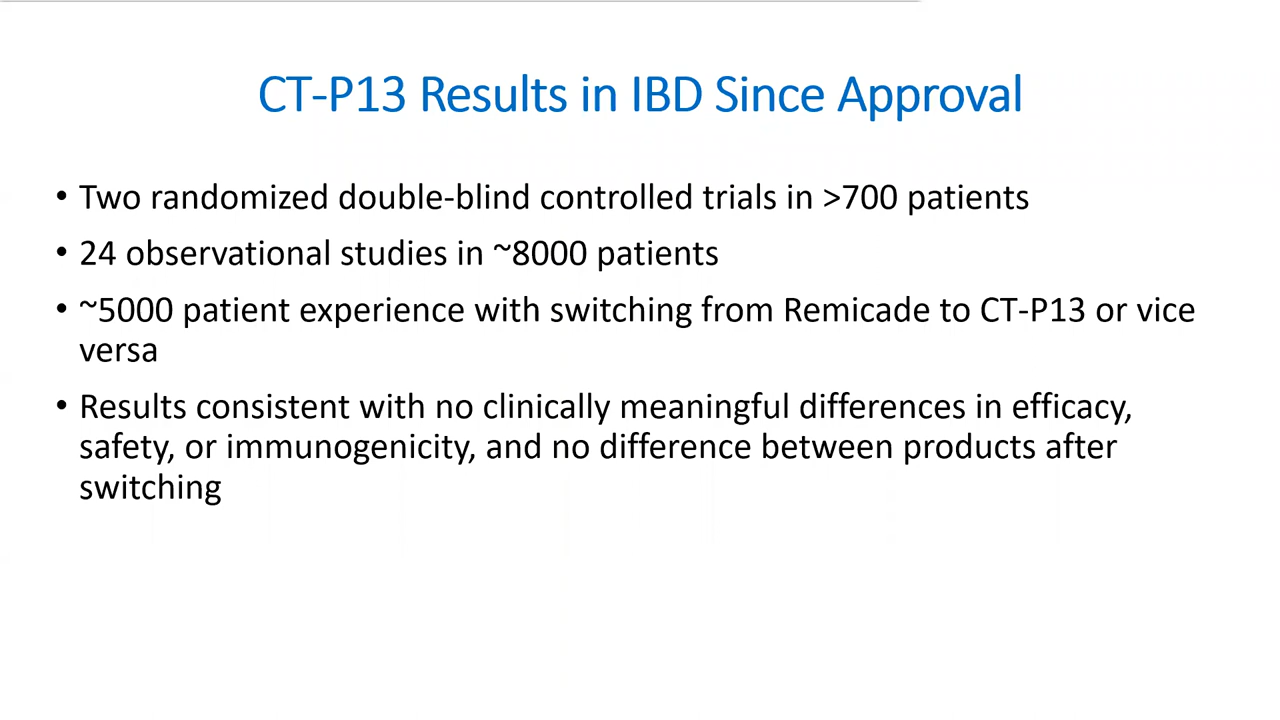 CT-P13 Results in IBD Since Approval
• Two randomized double-blind controlled trials in >700 patients
• 24 observational studies in ~8000 patients
• ~5000 patient experience with switching from Remicade to CT-P13 or vice
versa
• Results consistent with no clinically meaningful differences in efficacy,
safety, or immunogenicity, and no difference between products after
switching